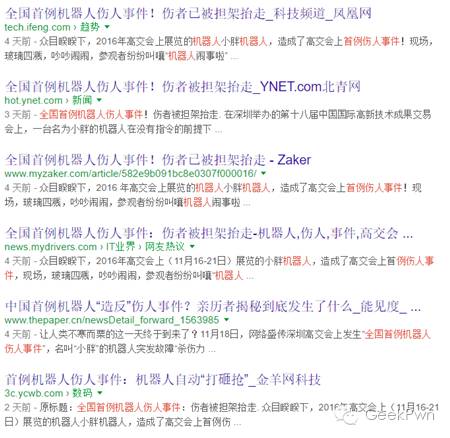 全国首例机器人伤人事件！伤者已被担架抬走_科技频道_凤凰网
tech.ifeng.com › 趋势 ▼
4 天前 - 众目睽睽下，2016年高交会上展览的机器人小胖机器人，造成了高交会上首例伤人事件！现场，
玻璃四溅，吵吵闹闹，参观者纷纷叫嚷"机器人闹事啦" ...
全国首例机器人伤人事件！伤者被担架抬走_YNET.com北青网
hot.ynet.com › 新闻 ▼
3 天前 - 全国首例机器人伤人事件！伤者被担架抬走. 在深圳举办的第十八届中国国际高新技术成果交易
会上，一台名为小胖的机器人在没有指令的前提下 ...
全国首例机器人伤人事件！伤者已被担架抬走 - Zaker
www.myzaker.com/article/582e9b091bc8e0307f000016/ ▼
4 天前 - 众目睽睽下，2016 年高交会上展览的机器人小胖机器人，造成了高交会上首例伤人事件！现
场，玻璃四溅，吵吵闹闹，参观者纷纷叫嚷"机器人闹事啦 ...
全国首例机器人伤人事件：伤者被担架抬走-机器人,伤人,事件,高交会 ...
news.mydrivers.com › IT业界 › 网友热议 ▼
4 天前 - 众目睽睽下，2016年高交会上（11月16-21日）展览的机器人小胖机器人，造成了高交会上首例伤人事
件，现场，玻璃四溅，吵吵闹闹，参观者纷纷叫嚷"机器人 ...
中国首例机器人“造反”伤人事件？亲历者揭秘到底发生了什么_能见度_ ...
www.thepaper.cn/newsDetail_forward_1563985 ▼
4 天前 - 让人类不寒而栗的这一天终于到来了？11月18日，网络盛传深圳高交会上发生“全国首例机器人
伤人事件”，名叫“小胖”的机器人突发故障“杀伤力 ...
首例机器人伤人事件：机器人自动“打砸抢”_金羊网科技
3c.ycwb.com › 数码 ▼
2 天前 - 原标题：全国首例机器人伤人事件：伤者被担架抬走. 众目睽睽下，2016年高交会上（11月16-21
日）展览的机器人小胖机器人，造成了高交会上首例伤 ...
GeekPwn